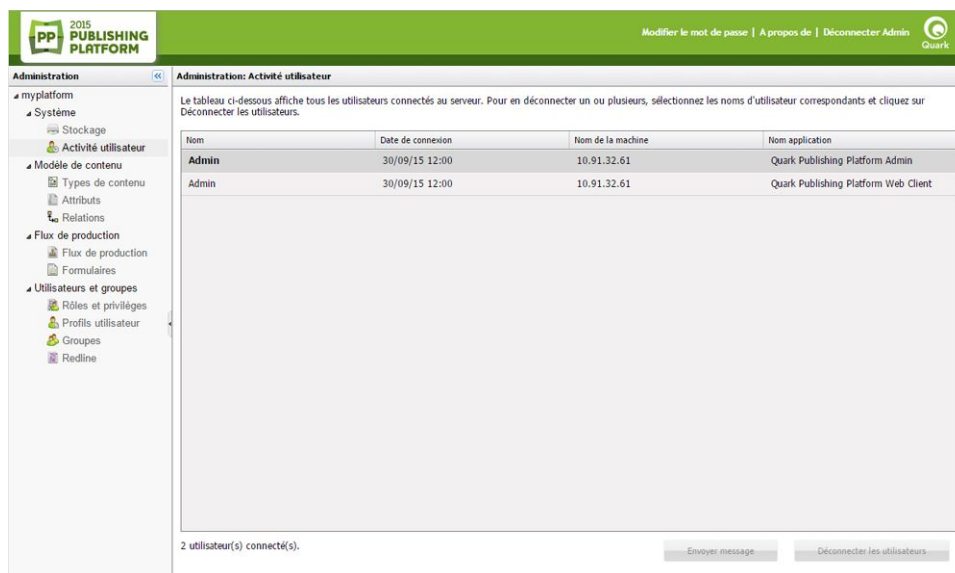 2015
PP PUBLISHING
PLATFORM
Modifier le mot de passe | A propos de | Déconnecter Admin
Quark
Administration
Administration: Activité utilisateur
myplatform
Système
Stockage
Activité utilisateur
Modèle de contenu
Types de contenu
Attributs
Relations
Flux de production
Flux de production
Formulaires
Utilisateurs et groupes
Rôles et privilèges
Profils utilisateur
Groupes
Redline
Le tableau ci-dessous affiche tous les utilisateurs connectés au serveur. Pour en déconnecter un ou plusieurs, sélectionnez les noms d'utilisateur correspondants et cliquez sur
Déconnecter les utilisateurs.
Nom Date de connexion Nom de la machine Nom application
Admin 30/09/15 12:00 10.91.32.61 Quark Publishing Platform Admin
Admin 30/09/15 12:00 10.91.32.61 Quark Publishing Platform Web Client
2 utilisateur(s) connecté(s).
Envoyer message Déconnecter les utilisateurs